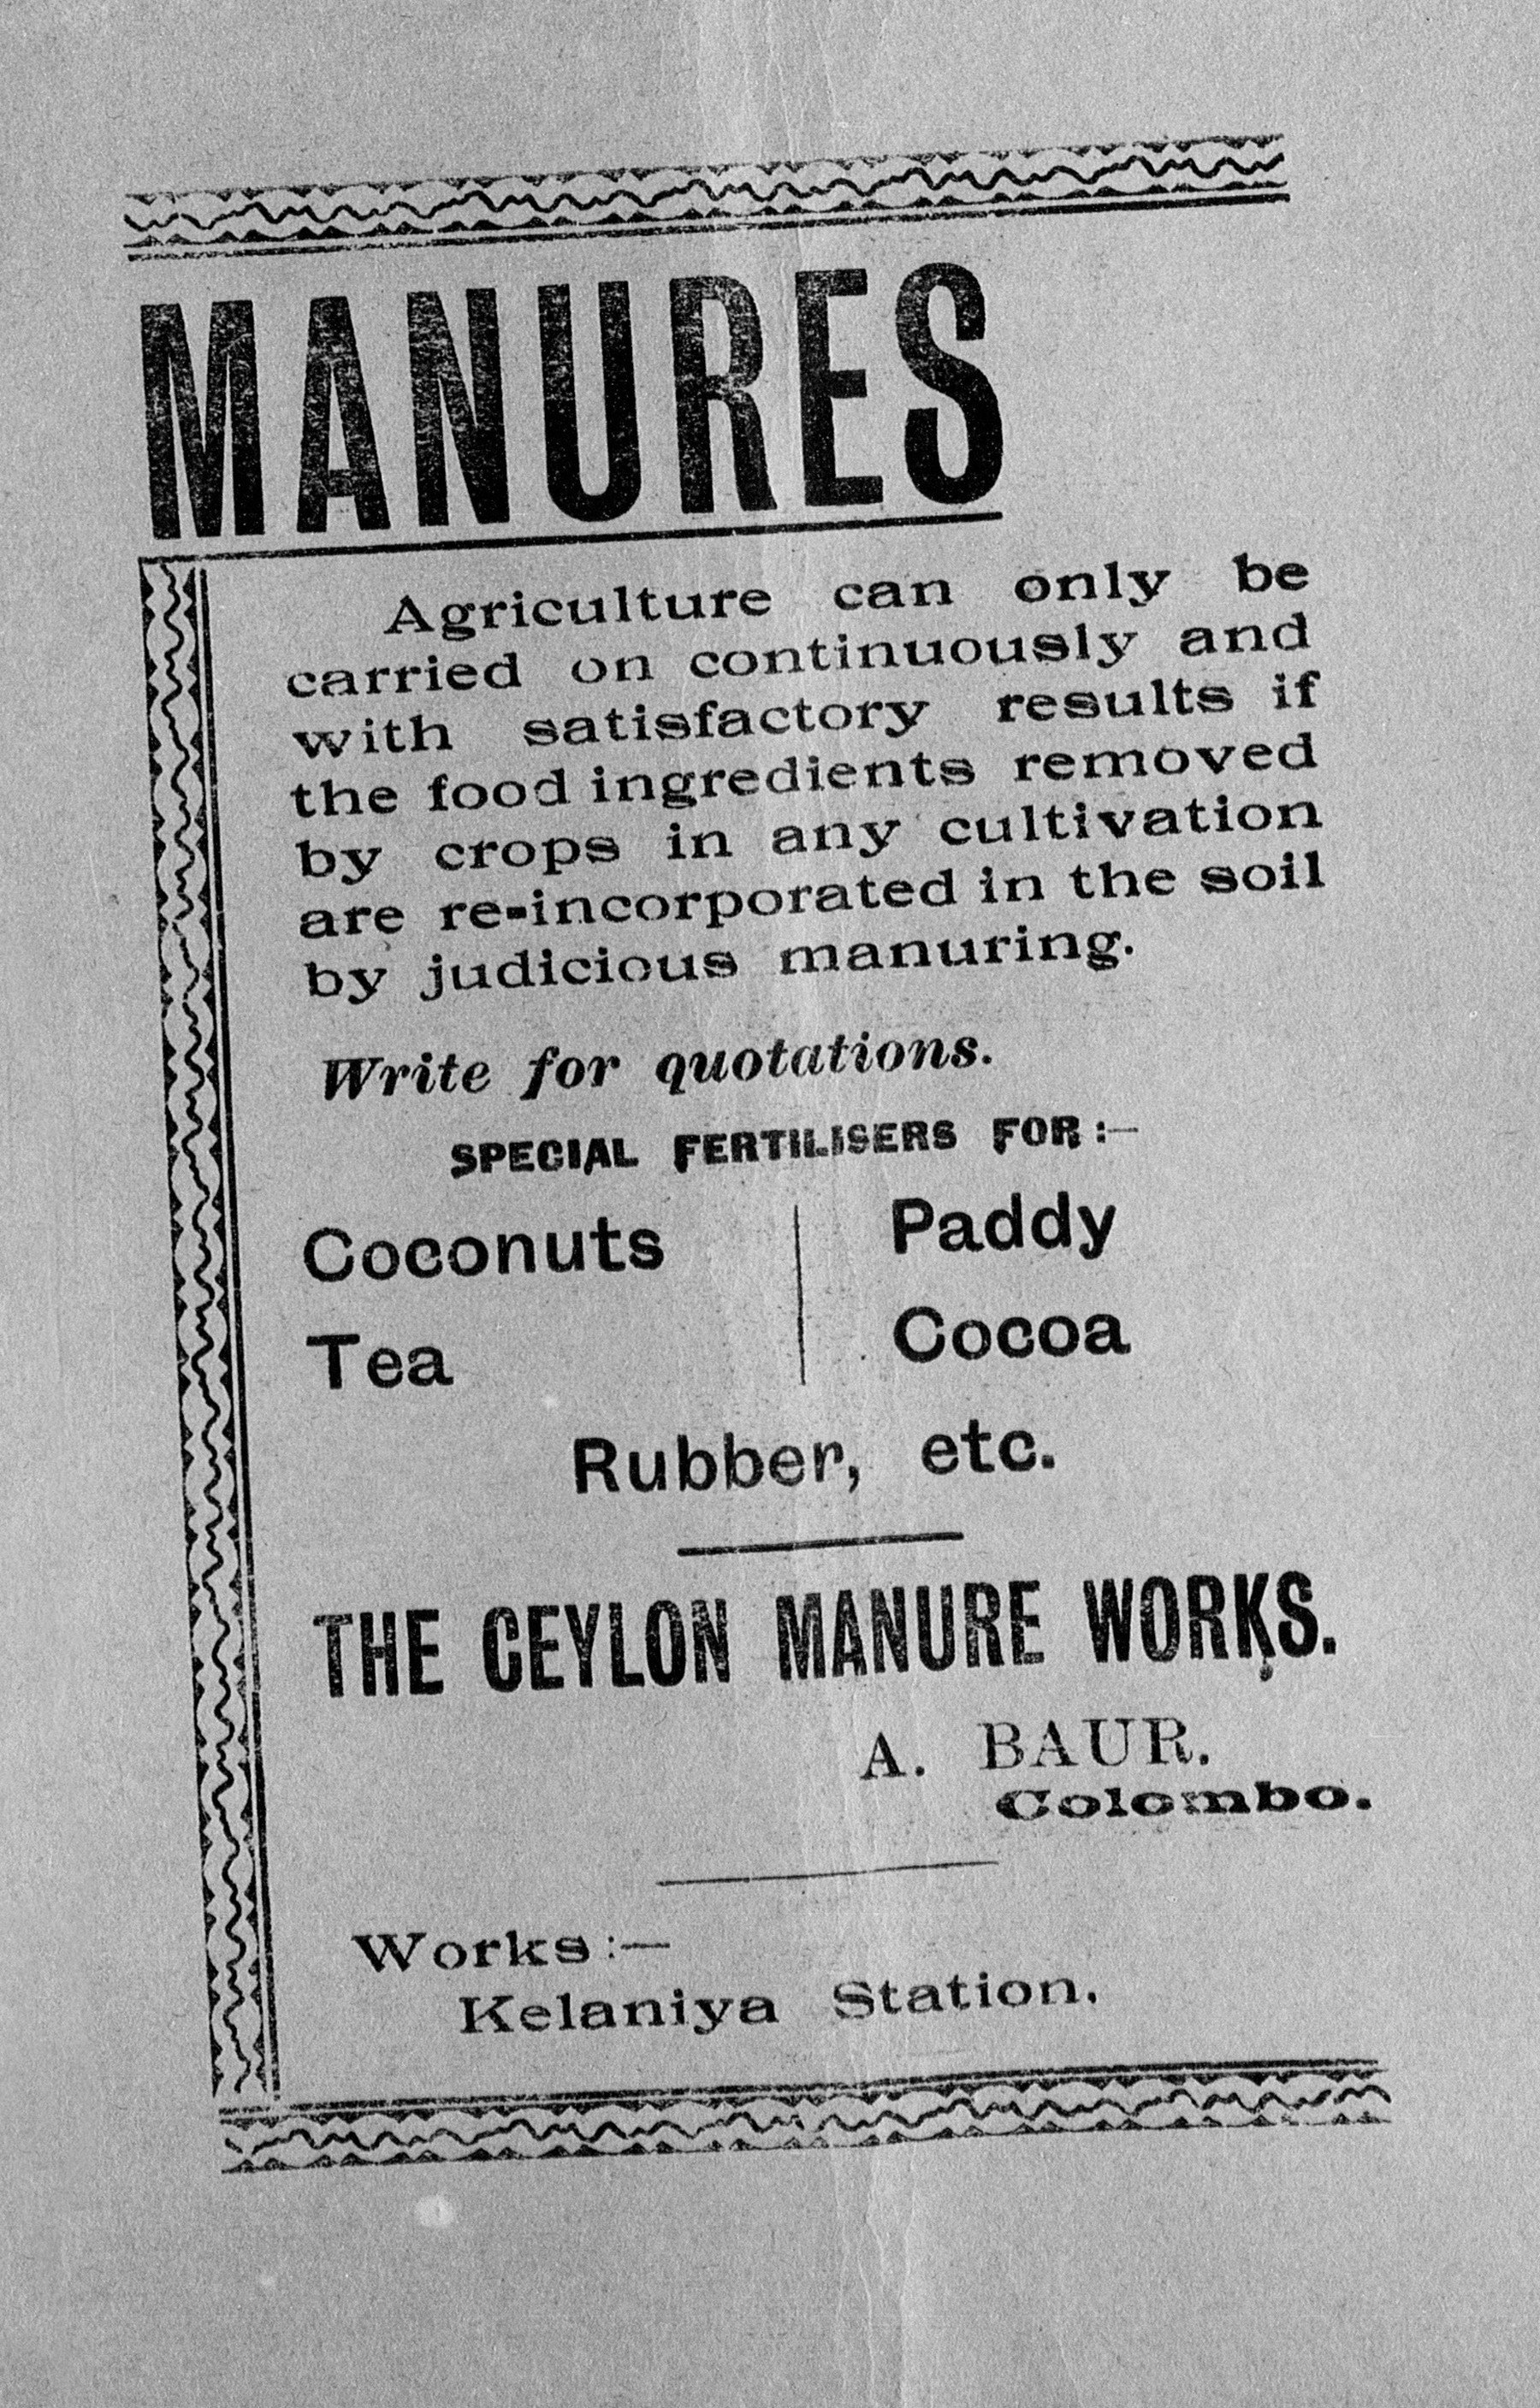 MANURES
Agriculture can only be
carried on continuously and
with satisfactory results if
the food ingredients removed
by crops in any cultivation
are re-incorporated in the soil
by judicious manuring.
Write for quotations.
SPECIAL FERTILISERS FOR :—
Coconuts | Paddy
Tea | Cocoa
Rubber, etc.
THE CEYLON MANURE WORKS.
A. BAUR.
Colombo.
Works :—
Kelaniya Station.